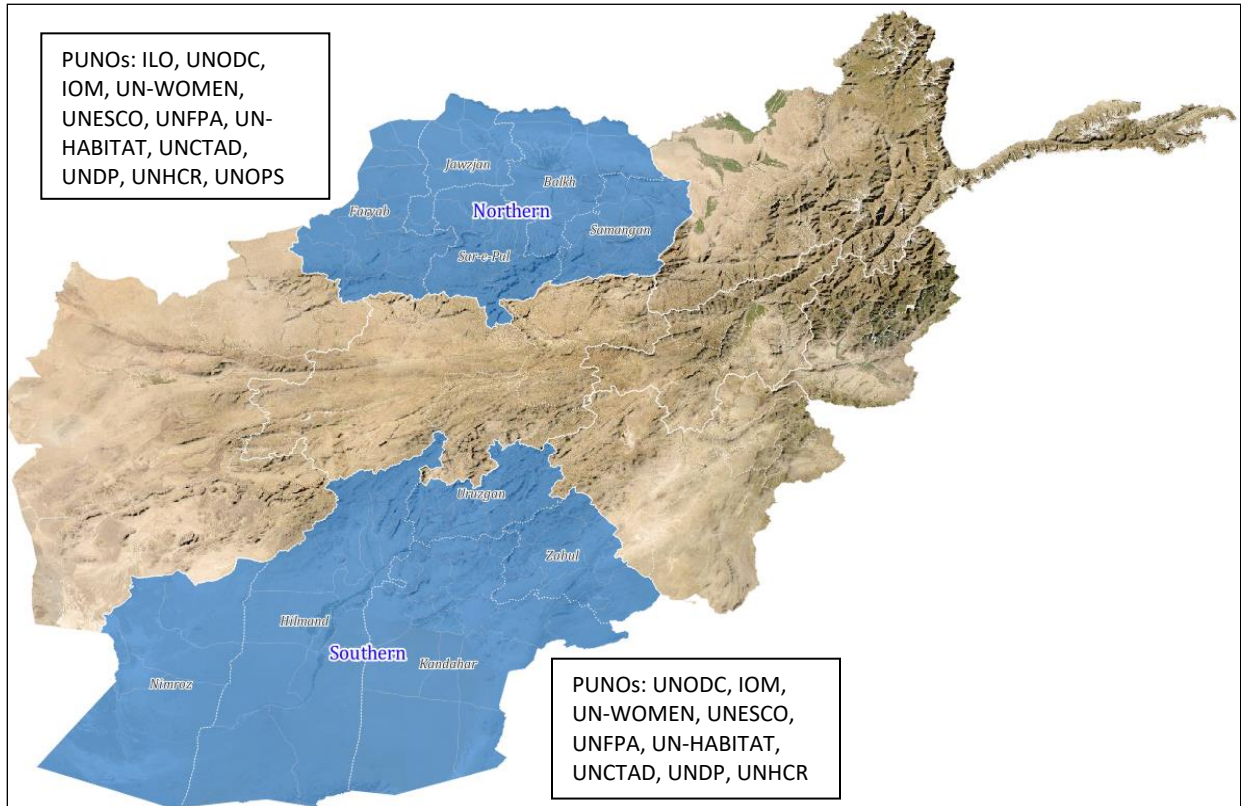 PUNOs: ILO, UNODC,
IOM, UN-WOMEN,
UNESCO, UNFPA, UN-
HABITAT, UNCTAD,
UNDP, UNHCR, UNOPS
Jawzjan
Balkh
Faryab
Northern
Samangan
Sar-e-Pul
Uruzgan
Zabul
Hilmand
Southern
Kandahar
Nimroz
PUNOs: UNODC, IOM,
UN-WOMEN, UNESCO,
UNFPA, UN-HABITAT,
UNCTAD, UNDP, UNHCR